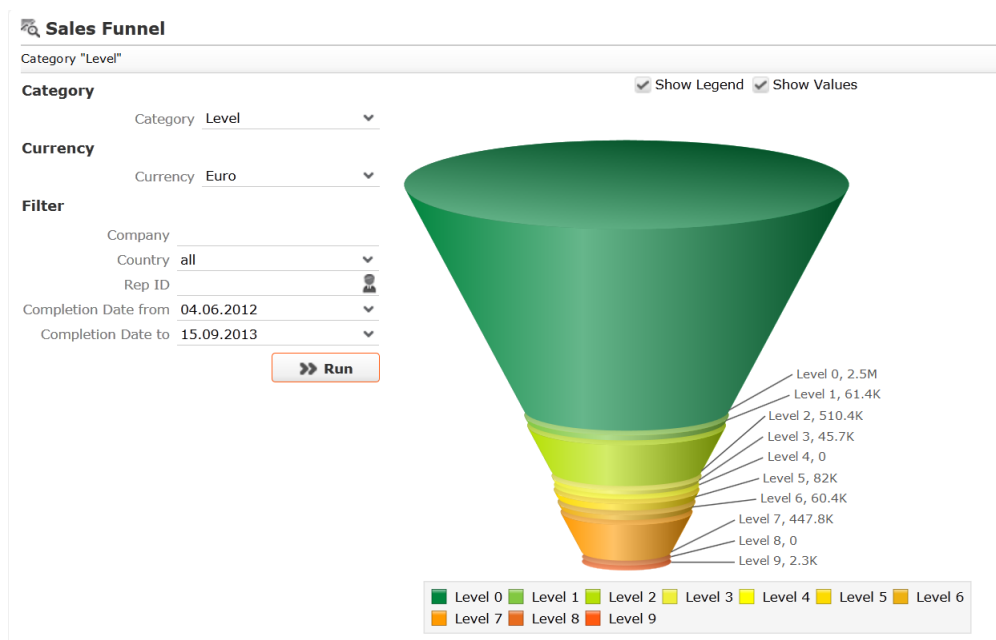 Sales Funnel
Category "Level"
Category
Show Legend Show Values
Category Level
Currency
Currency Euro
Filter
Company
Country all
Rep ID
Completion Date from 04.06.2012
Completion Date to 15.09.2013
Run
Level 0, 2.5M
Level 1, 61.4K
Level 2, 510.4K
Level 3, 45.7K
Level 4, 0
Level 5, 82K
Level 6, 60.4K
Level 7, 447.8K
Level 8, 0
Level 9, 2.3K
Level 0 Level 1 Level 2 Level 3 Level 4 Level 5 Level 6
Level 7 Level 8 Level 9